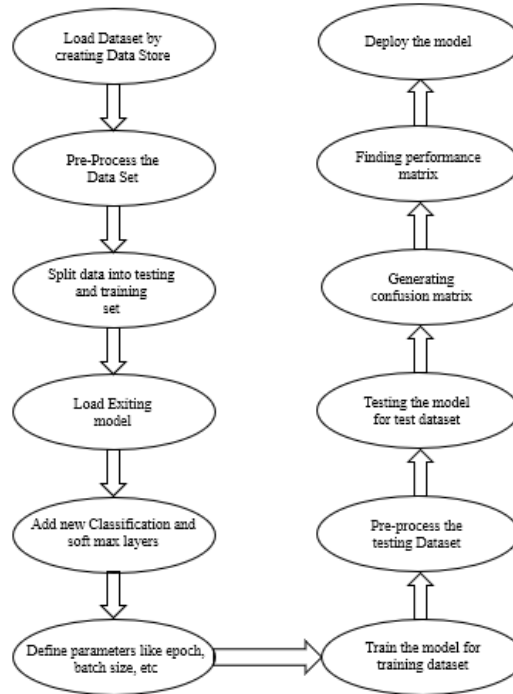 Load Dataset by
creating Data Store
Pre-Process the
Data Set
Split data into testing
and training
set
Load Exiting
model
Add new Classification and
soft max layers
Define parameters like epoch,
batch size, etc
Train the model for
training dataset
Pre-process the
testing Dataset
Testing the model
for test dataset
Generating
confusion matrix
Finding performance
matrix
Deploy the model